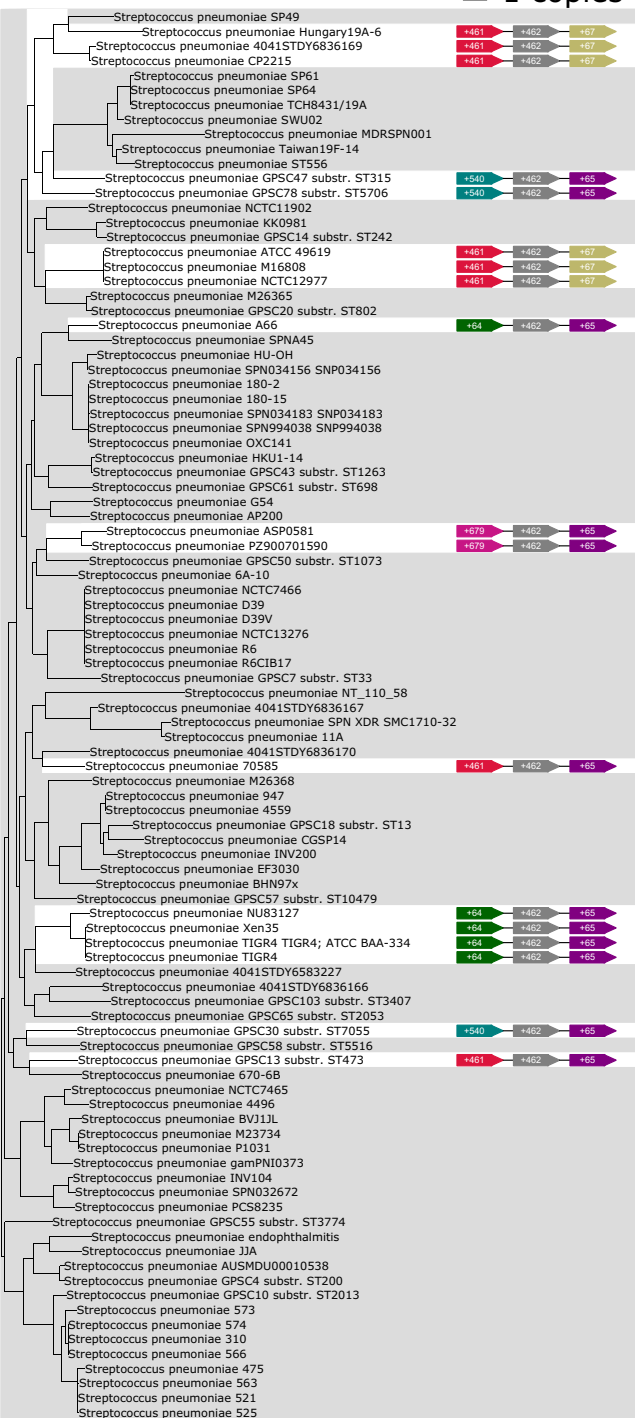 Streptococcus pneumoniae SP49
Streptococcus pneumoniae Hungary19A-6 +461 +462 +67
Streptococcus pneumoniae 4041STDY6836169 +461 +462 +67
Streptococcus pneumoniae CP2215 +461 +462 +67
Streptococcus pneumoniae SP61
Streptococcus pneumoniae SP64
Streptococcus pneumoniae TCH8431/19A
Streptococcus pneumoniae SWU02
Streptococcus pneumoniae MDRSPN001
Streptococcus pneumoniae Taiwan19F-14
Streptococcus pneumoniae ST556
Streptococcus pneumoniae GPSC47 substr. ST315 +540 +462 +65
Streptococcus pneumoniae GPSC78 substr. ST5706 +540 +462 +65
Streptococcus pneumoniae NCTC11902
Streptococcus pneumoniae KK0981
Streptococcus pneumoniae GPSC14 substr. ST242
Streptococcus pneumoniae ATCC 49619 +461 +462 +67
Streptococcus pneumoniae M16808 +461 +462 +67
Streptococcus pneumoniae NCTC12977 +461 +462 +67
Streptococcus pneumoniae M26365
Streptococcus pneumoniae GPSC20 substr. ST802
Streptococcus pneumoniae A66 +64 +462 +65
Streptococcus pneumoniae SPNA45
Streptococcus pneumoniae HU-OH
Streptococcus pneumoniae SPN034156 SNP034156
Streptococcus pneumoniae 180-2
Streptococcus pneumoniae 180-15
Streptococcus pneumoniae SPN034183 SNP034183
Streptococcus pneumoniae SPN994038 SNP994038
Streptococcus pneumoniae OXC141
Streptococcus pneumoniae HKU1-14
Streptococcus pneumoniae GPSC43 substr. ST1263
Streptococcus pneumoniae GPSC61 substr. ST698
Streptococcus pneumoniae G54
Streptococcus pneumoniae AP200
Streptococcus pneumoniae ASP0581 +679 +462 +65
Streptococcus pneumoniae PZ900701590 +679 +462 +65
Streptococcus pneumoniae GPSC50 substr. ST1073
Streptococcus pneumoniae 6A-10
Streptococcus pneumoniae NCTC7466
Streptococcus pneumoniae D39
Streptococcus pneumoniae D39V
Streptococcus pneumoniae NCTC13276
Streptococcus pneumoniae R6
Streptococcus pneumoniae R6CIB17
Streptococcus pneumoniae GPSC7 substr. ST33
Streptococcus pneumoniae NT_110_58
Streptococcus pneumoniae 4041STDY6836167
Streptococcus pneumoniae SPN XDR SMC1710-32
Streptococcus pneumoniae 11A
Streptococcus pneumoniae 4041STDY6836170
Streptococcus pneumoniae 70585 +461 +462 +65
Streptococcus pneumoniae M26368
Streptococcus pneumoniae 947
Streptococcus pneumoniae 4559
Streptococcus pneumoniae GPSC18 substr. ST13
Streptococcus pneumoniae CGSP14
Streptococcus pneumoniae INV200
Streptococcus pneumoniae EF3030
Streptococcus pneumoniae BHN97x
Streptococcus pneumoniae GPSC57 substr. ST10479
Streptococcus pneumoniae NU83127 +64 +462 +65
Streptococcus pneumoniae Xen35 +64 +462 +65
Streptococcus pneumoniae TIGR4 TIGR4; ATCC BAA-334 +64 +462 +65
Streptococcus pneumoniae TIGR4 +64 +462 +65
Streptococcus pneumoniae 4041STDY6583227
Streptococcus pneumoniae 4041STDY6836166
Streptococcus pneumoniae GPSC103 substr. ST3407
Streptococcus pneumoniae GPSC65 substr. ST2053
Streptococcus pneumoniae GPSC30 substr. ST7055 +540 +462 +65
Streptococcus pneumoniae GPSC58 substr. ST5516
Streptococcus pneumoniae GPSC13 substr. ST473 +461 +462 +65
Streptococcus pneumoniae 670-6B
Streptococcus pneumoniae NCTC7465
Streptococcus pneumoniae 4496
Streptococcus pneumoniae BVJ1JL
Streptococcus pneumoniae M23734
Streptococcus pneumoniae P1031
Streptococcus pneumoniae gamPNI0373
Streptococcus pneumoniae INV104
Streptococcus pneumoniae SPN032672
Streptococcus pneumoniae PCS8235
Streptococcus pneumoniae GPSC55 substr. ST3774
Streptococcus pneumoniae endophthalmitis
Streptococcus pneumoniae JJA
Streptococcus pneumoniae AUSMDU00010538
Streptococcus pneumoniae GPSC4 substr. ST200
Streptococcus pneumoniae GPSC10 substr. ST2013
Streptococcus pneumoniae 573
Streptococcus pneumoniae 574
Streptococcus pneumoniae 310
Streptococcus pneumoniae 566
Streptococcus pneumoniae 475
Streptococcus pneumoniae 563
Streptococcus pneumoniae 521
Streptococcus pneumoniae 525